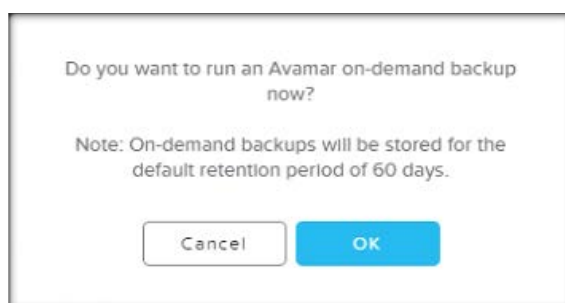 Do you want to run an Avamar on-demand backup
now?
Note: On-demand backups will be stored for the
default retention period of 60 days.
Cancel
OK